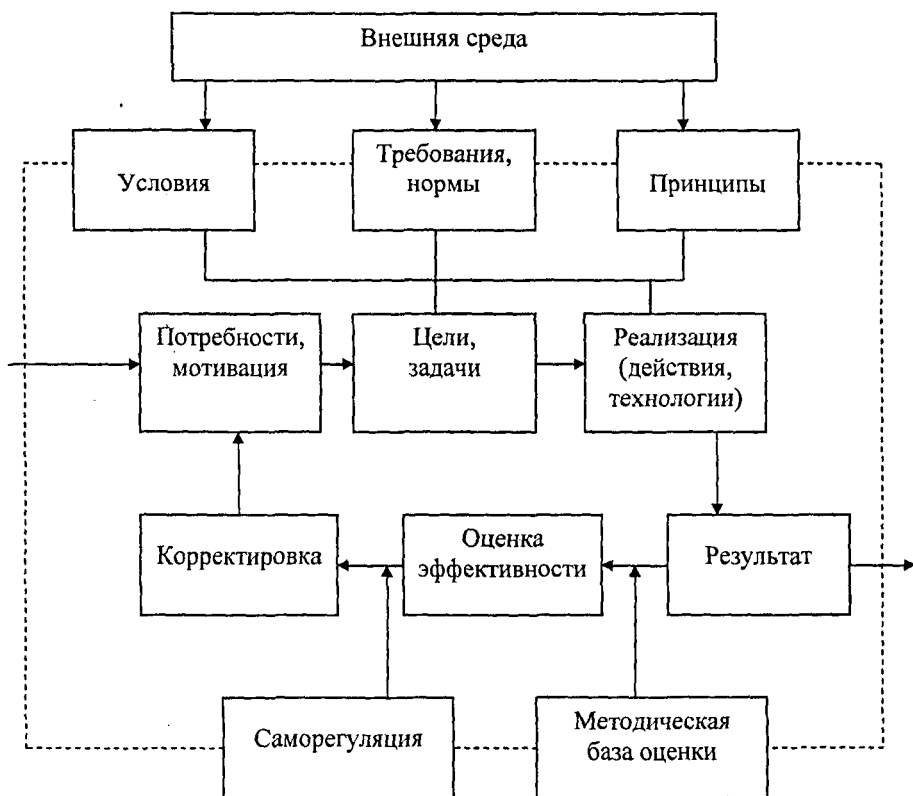 Внешняя среда
Условия
Требования,
нормы
Принципы
Потребности,
мотивация
Цели,
задачи
Реализация
(действия,
технологии)
Корректировка
Оценка
эффективности
Результат
Саморегуляция
Методическая
база оценки